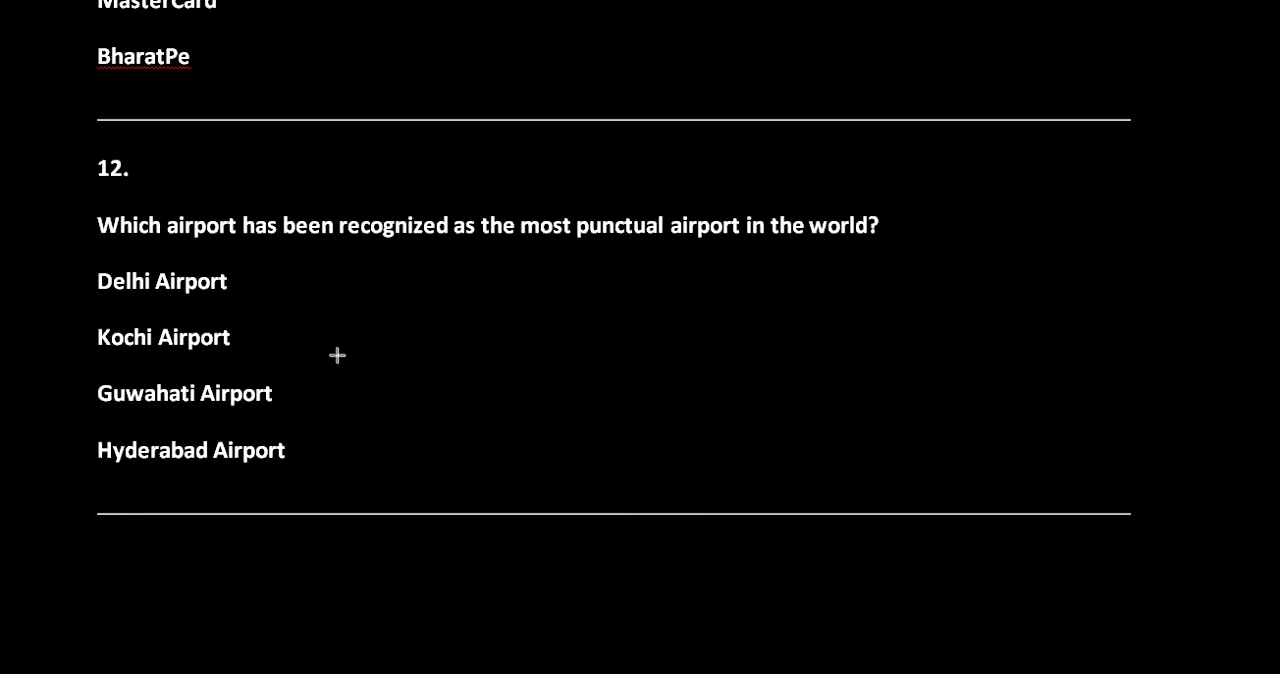 MasterCard
BharatPe
12.
Which airport has been recognized as the most punctual airport in the world?
Delhi Airport
Kochi Airport
Guwahati Airport
Hyderabad Airport